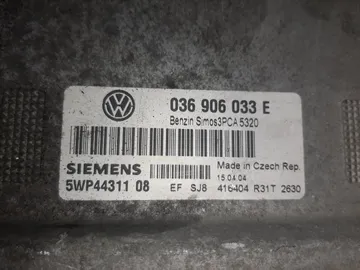 036 906 033 E
Benzin Simos3PCA 5320
SIEMENS
Made in Czech Rep.
15.04.04
5WP44311 08
EF SJ8 416404 R31T 2630